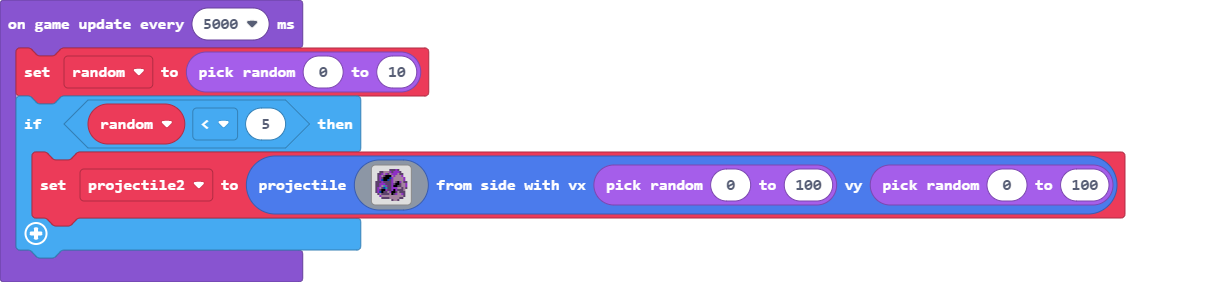 on game update every 5000 ms
set random to pick random 0 to 10
if random < 5 then
set projectile2 to projectile from side with vx pick random 0 to 100 vy pick random 0 to 100